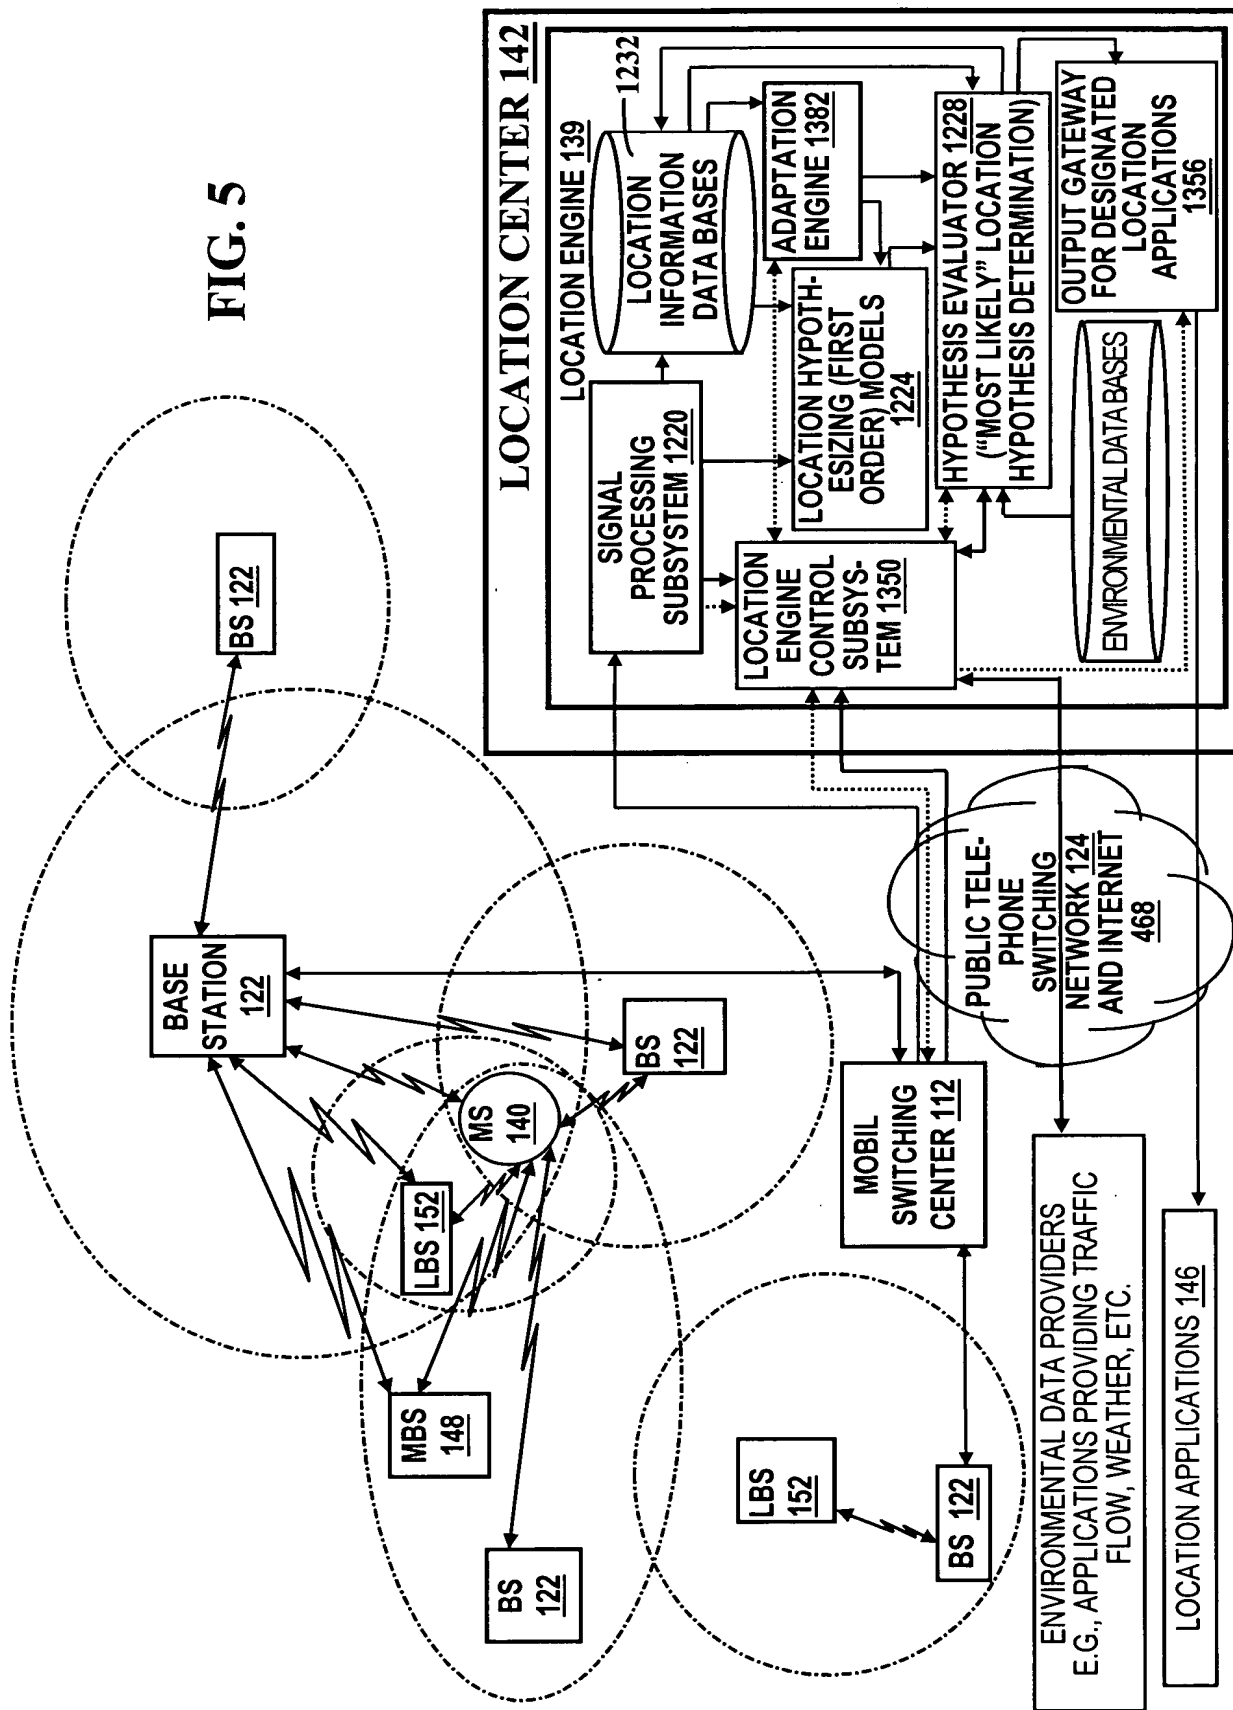 FIG. 5
LOCATION CENTER 142
LOCATION ENGINE 139
1232
LOCATION
INFORMATION
DATA BASES
ADAPTATION
ENGINE 1382
SIGNAL
PROCESSING
SUBSYSTEM 1220
LOCATION HYPOTH-
ESIZING (FIRST
ORDER) MODELS
1224
HYPOTHESIS EVALUATOR 1228
(“MOST LIKELY” LOCATION
HYPOTHESIS DETERMINATION)
OUTPUT GATEWAY
FOR DESIGNATED
LOCATION
APPLICATIONS
1356
LOCATION
ENGINE
CONTROL
SUBSYS-
TEM 1350
ENVIRONMENTAL DATA BASES
BS 122
BASE
STATION
122
BS
122
MS
140
LBS 152
MBS
148
BS
122
LBS
152
BS 122
MOBIL
SWITCHING
CENTER 112
PUBLIC TELE-
PHONE
SWITCHING
NETWORK 124
AND INTERNET
468
ENVIRONMENTAL DATA PROVIDERS
E.G., APPLICATIONS PROVIDING TRAFFIC
FLOW, WEATHER, ETC.
LOCATION APPLICATIONS 146